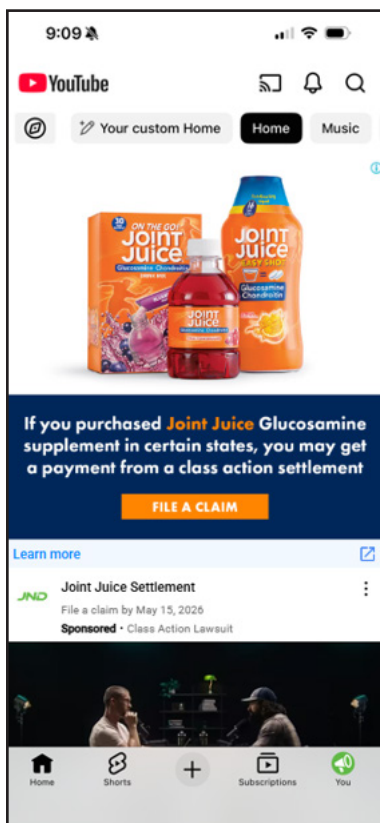 9:09
YouTube
Your custom Home
Home
Music
ON THE GO!
JOINT
JUICE
Glucosamine Chondroitin
30
JOINT
JUICE
JOINT
JUICE
EASY SHOT
Glucosamine
Chondroitin
If you purchased Joint Juice Glucosamine
supplement in certain states, you may get
a payment from a class action settlement
FILE A CLAIM
Learn more
JND
Joint Juice Settlement
File a claim by May 15, 2026
Sponsored • Class Action Lawsuit
Home
Shorts
Subscriptions
You